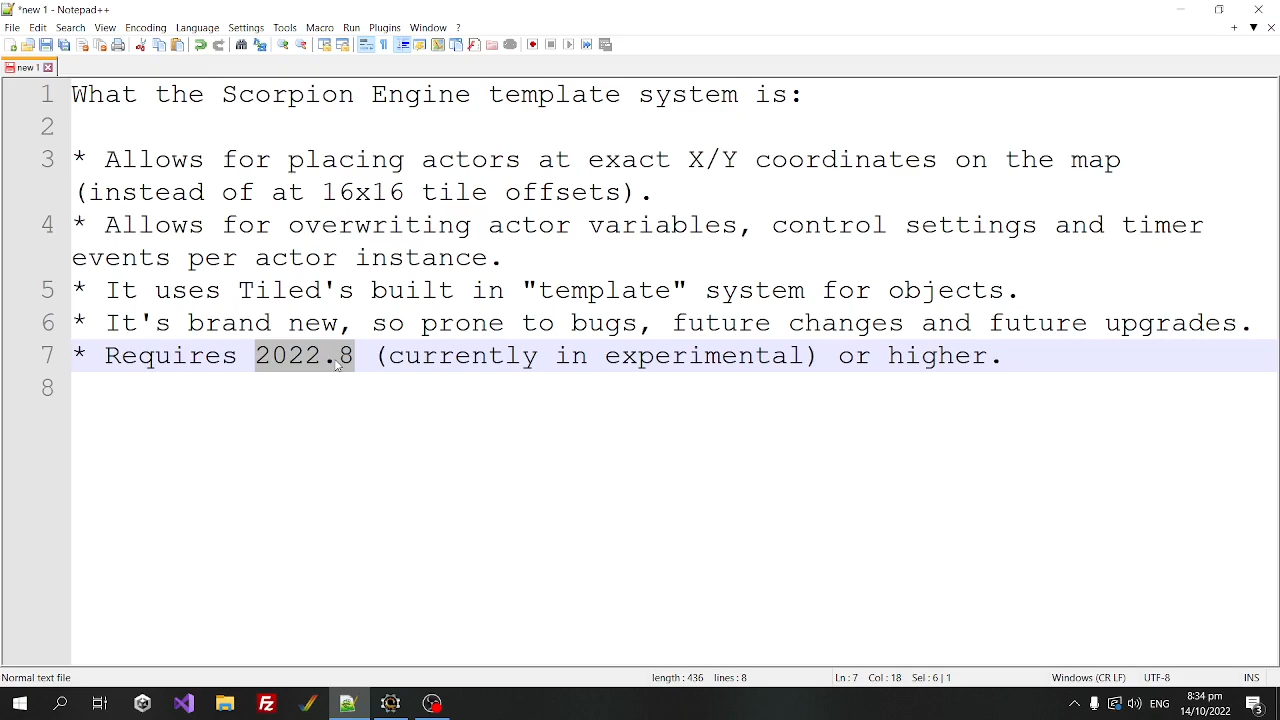 *new 1 - Notepad++
File Edit Search View Encoding Language Settings Tools Macro Run Plugins Window ?
new 1
1 What the Scorpion Engine template system is:
2
3 * Allows for placing actors at exact X/Y coordinates on the map
(instead of at 16x16 tile offsets).
4 * Allows for overwriting actor variables, control settings and timer
events per actor instance.
5 * It uses Tiled's built in "template" system for objects.
6 * It's brand new, so prone to bugs, future changes and future upgrades.
7 * Requires 2022.8 (currently in experimental) or higher.
8
Normal text file length : 436 lines : 8 Ln : 7 Col : 18 Sel : 6 | 1 Windows (CR LF) UTF-8 INS
ENG 8:34 pm
14/10/2022 3